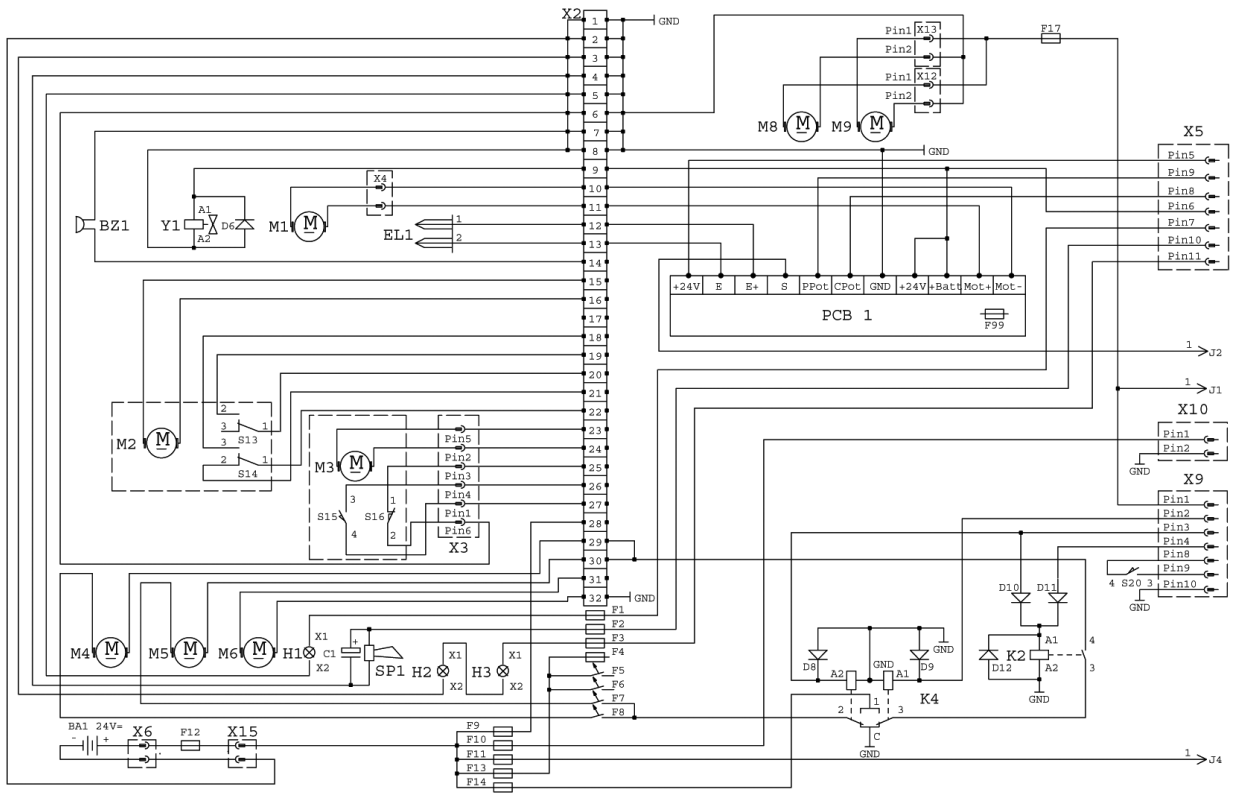 X2
1
2
3
4
5
6
7
8
9
10
11
12
13
14
15
16
17
18
19
20
21
22
23
24
25
26
27
28
29
30
31
32
GND
GND
GND
X13
Pin1
Pin2
X12
Pin1
Pin2
F17
M8 M
M9 M
X5
Pin5
Pin9
Pin8
Pin6
Pin7
Pin10
Pin11
BZ1
Y1
A1
A2
D6
M1 M
X4
EL1
1
2
+24V E E+ S PPot CPot GND +24V +Batt Mot+ Mot-
PCB 1
F99
1 J2
1 J1
M2 M
2
3 1
S13
3
2 1
S14
M3 M
Pin5
Pin2
Pin3
Pin4
Pin1
Pin6
X3
3
S15
4
1
S16
2
X10
Pin1
Pin2
GND
X9
Pin1
Pin2
Pin3
Pin4
Pin8
Pin9
Pin10
4 S20 3
GND
D10
D11
M4 M
M5 M
M6 M
H1
X1
X2
C1
+
SP1
H2
X1
X2
H3
X1
X2
F1
F2
F3
F4
F5
F6
F7
F8
D8
A2
GND
A1
D9
GND
K4
2
1
3
C
GND
D12
K2
A1
A2
4
3
GND
BA1 24V=
- +
X6
F12
X15
F9
F10
F11
F13
F14
1 J4